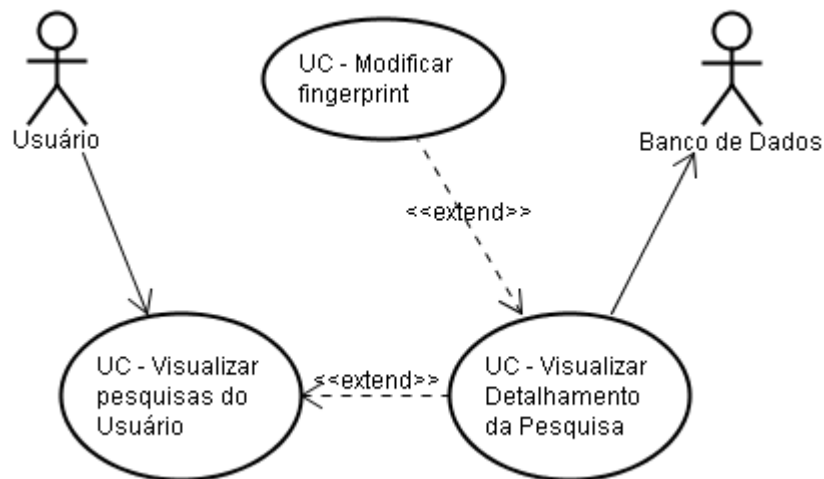 UC - Modificar
fingerprint
Usuário
Banco de Dados
<<extend>>
UC - Visualizar
pesquisas do
Usuário
<<extend>>
UC - Visualizar
Detalhamento
da Pesquisa